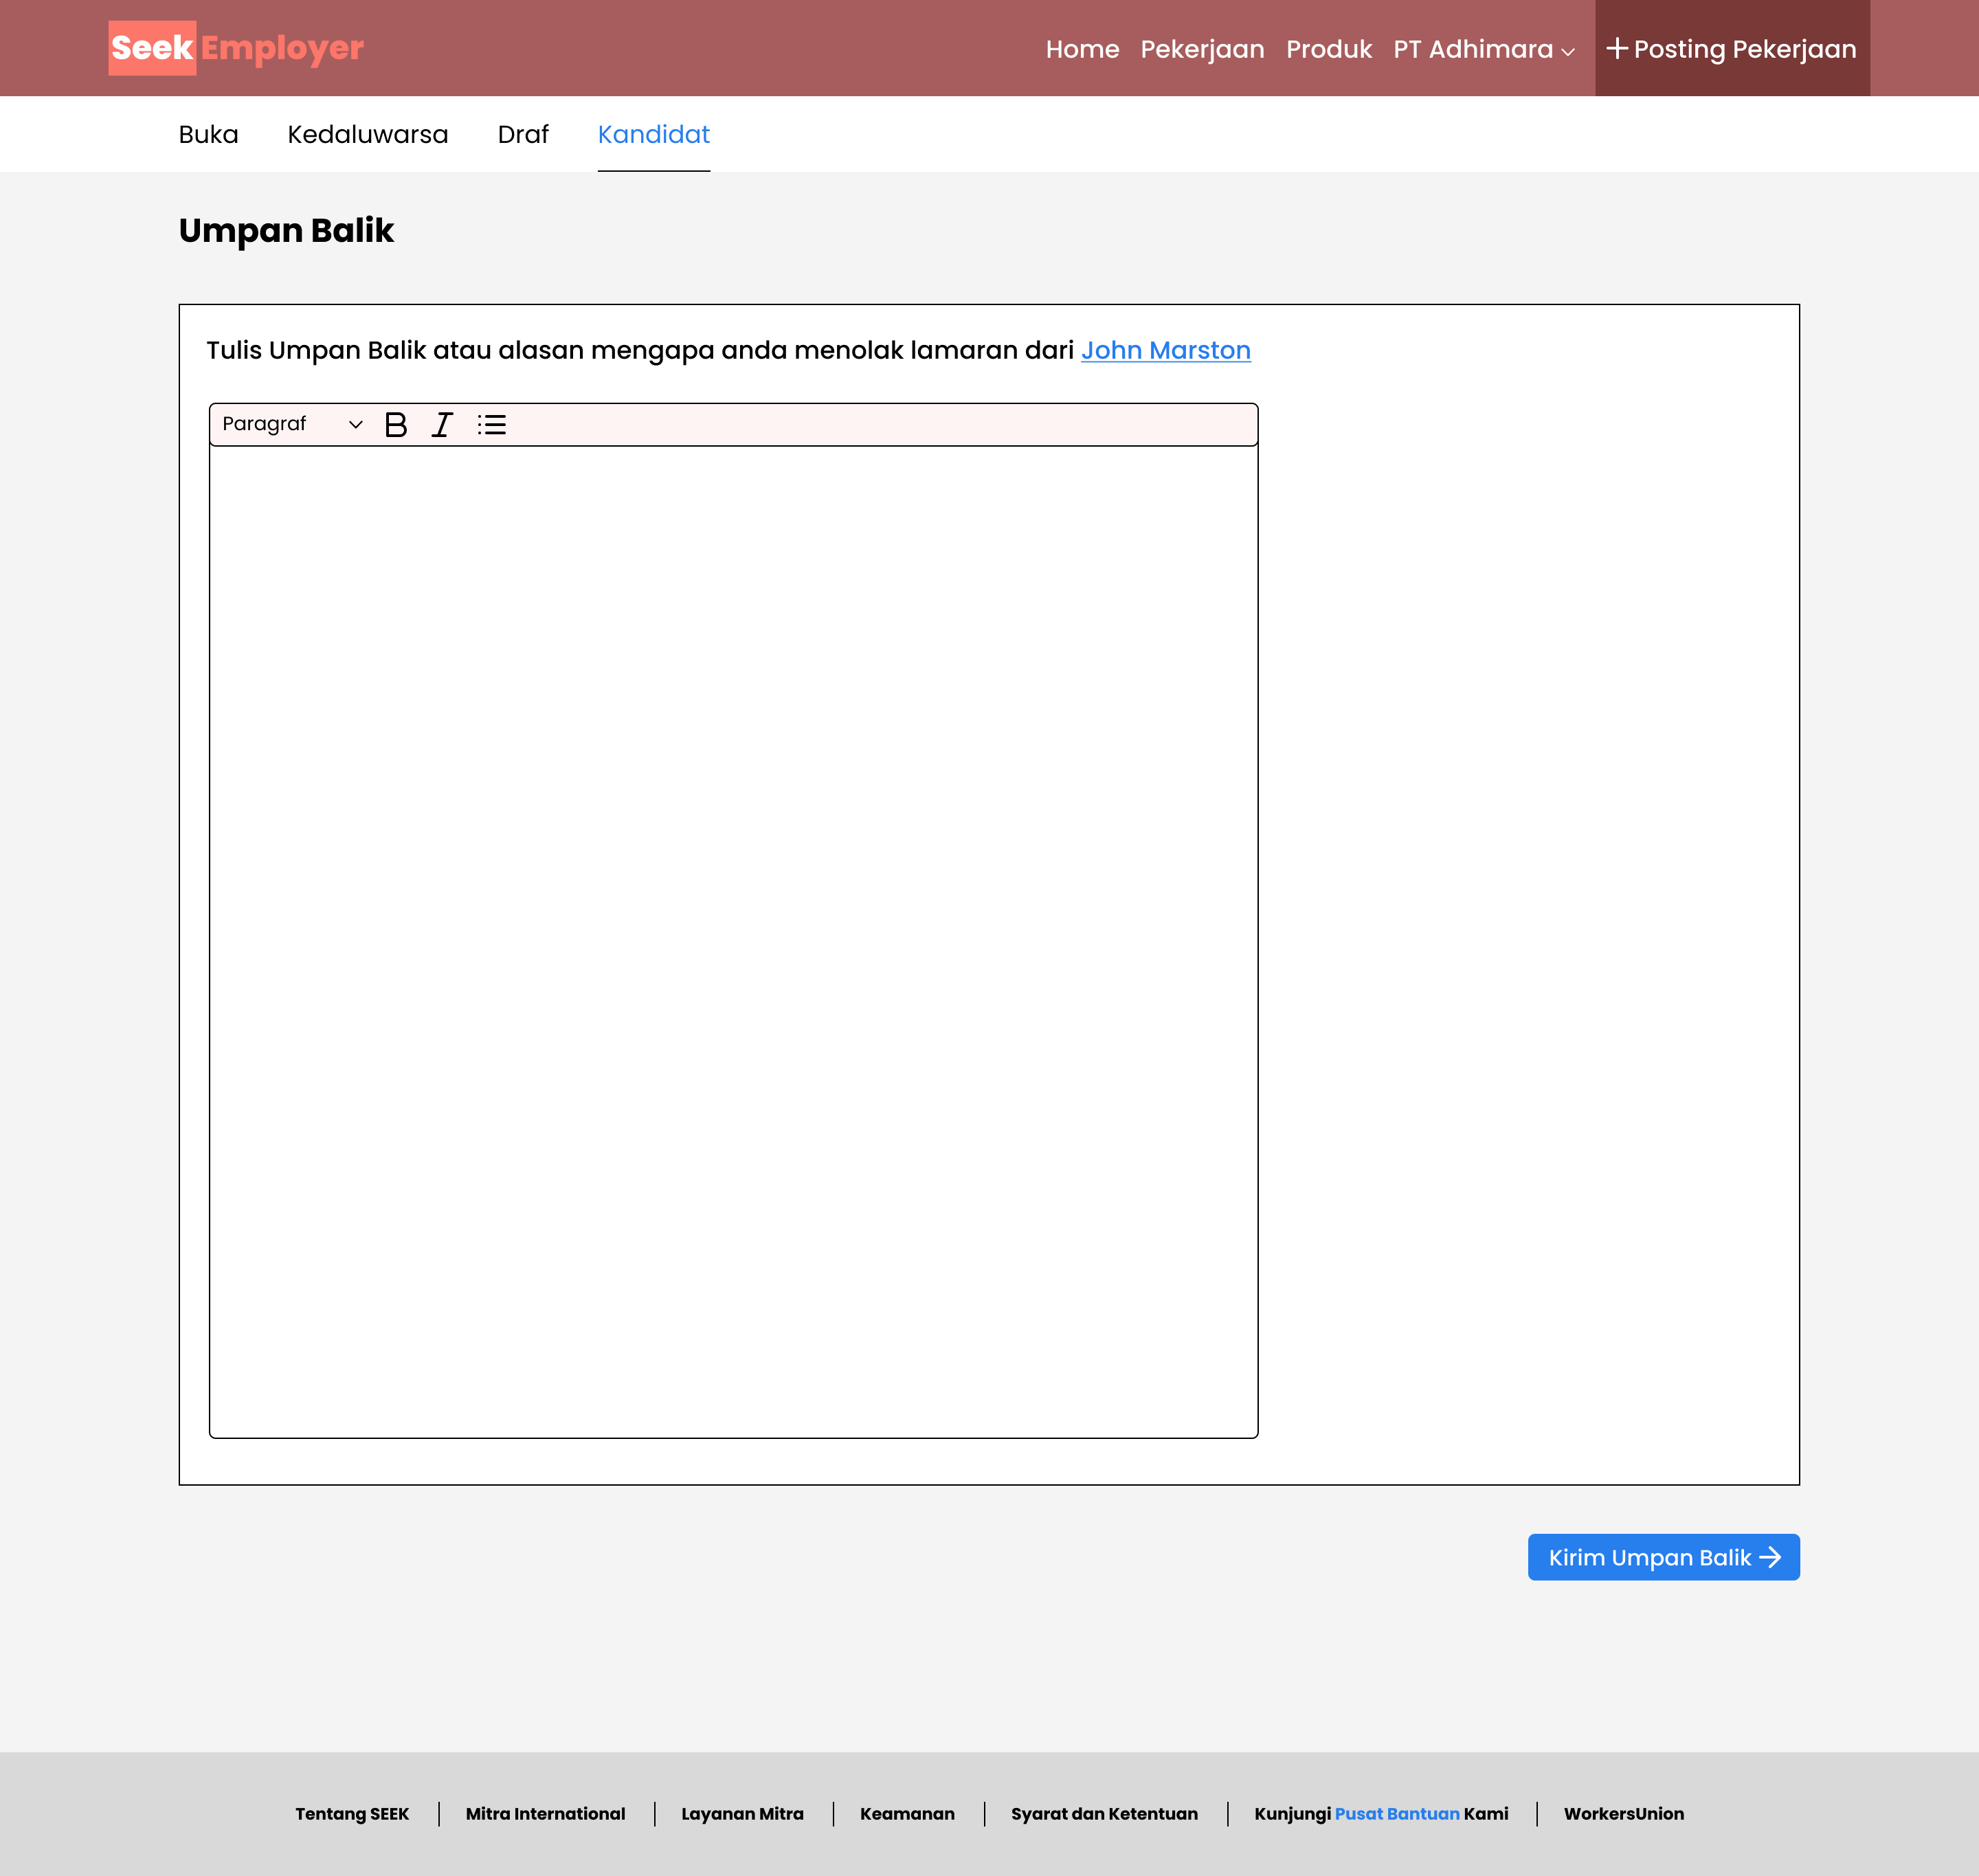 Seek Employer
Home Pekerjaan Produk PT Adhimara Posting Pekerjaan
Buka Kedaluwarsa Draf Kandidat
Umpan Balik
Tulis Umpan Balik atau alasan mengapa anda menolak lamaran dari John Marston
Paragraf B I
Kirim Umpan Balik
Tentang SEEK Mitra International Layanan Mitra Keamanan Syarat dan Ketentuan Kunjungi Pusat Bantuan Kami WorkersUnion